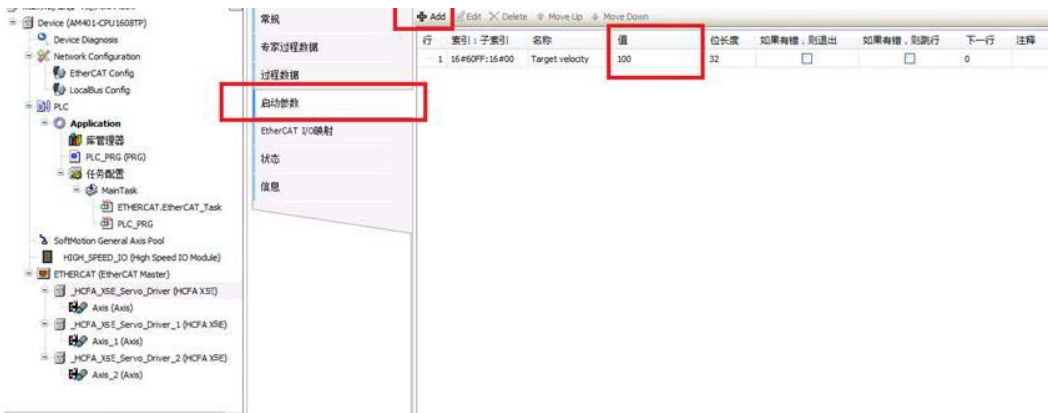 Device (AM401-CPU1608TP)
Device Diagnosis
Network Configuration
EtherCAT Config
LocalBus Config
PLC
Application
库管理器
PLC_PRG (PRG)
任务配置
MainTask
ETHERCAT.EtherCAT_Task
PLC_PRG
SoftMotion General Axis Pool
HIGH_SPEED_IO (High Speed IO Module)
ETHERCAT (EtherCAT Master)
_HCFA_X5E_Servo_Driver (HCFA X5E)
Axis (Axis)
_HCFA_X5E_Servo_Driver_1 (HCFA X5E)
Axis_1 (Axis)
_HCFA_X5E_Servo_Driver_2 (HCFA X5E)
Axis_2 (Axis)
常规
专家过程数据
过程数据
启动参数
EtherCAT I/O映射
状态
信息
Add Edit Delete Move Up Move Down
行 索引:子索引 名称 值 位长度 如果有错,则退出 如果有错,则跳行 下一行 注释
1 16#60FF:16#00 Target velocity 100 32 0